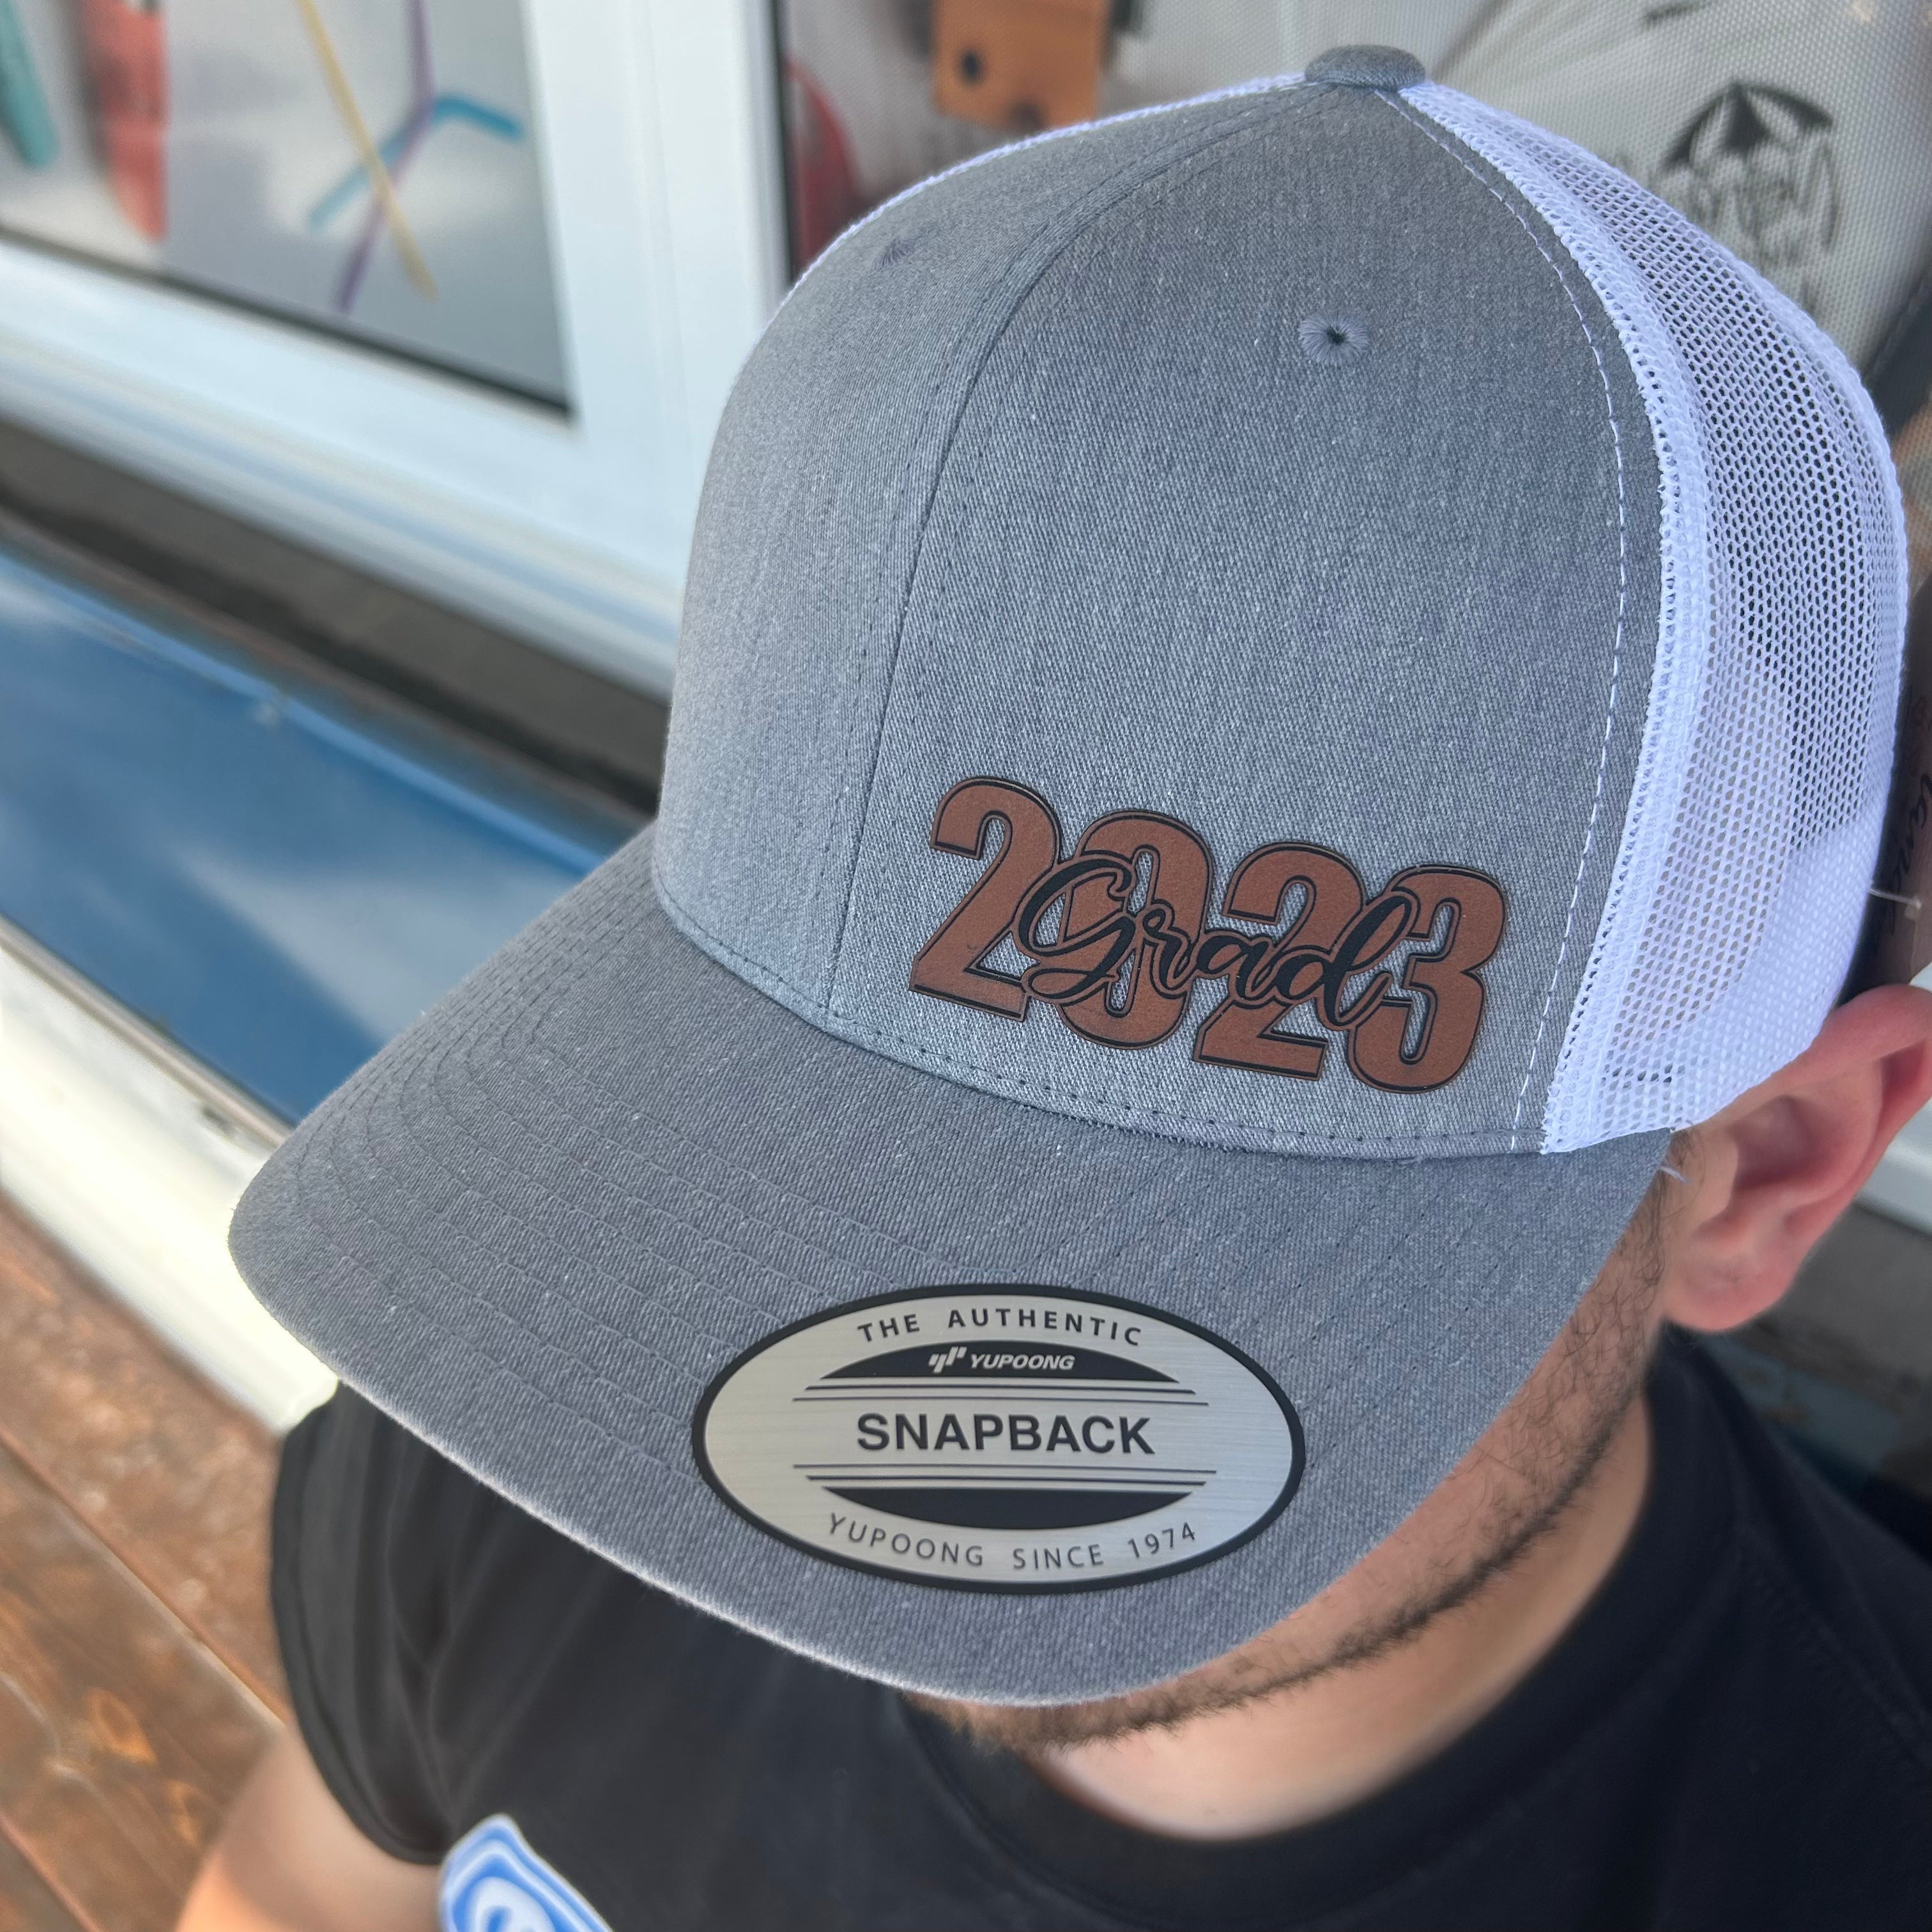 2023
Grad
THE AUTHENTIC
YUPOONG
SNAPBACK
YUPOONG SINCE 1974